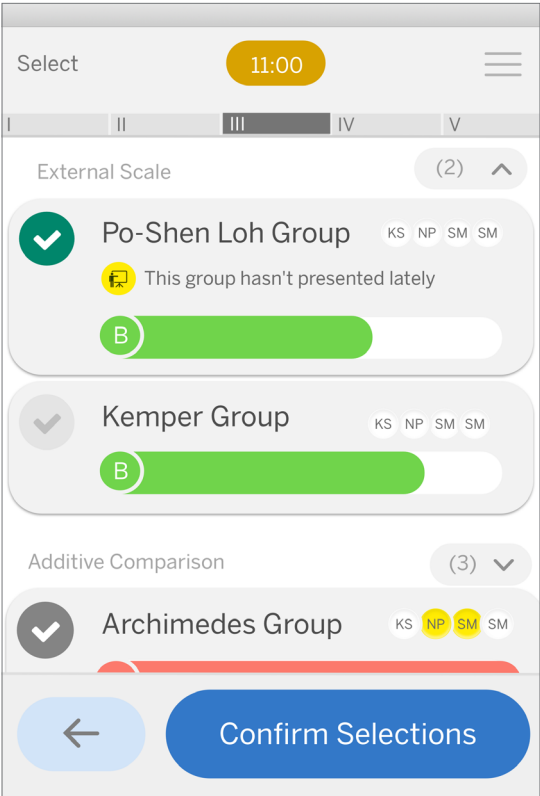 Select
11:00
I II III IV V
External Scale (2)
Po-Shen Loh Group KS NP SM SM
This group hasn't presented lately
B
Kemper Group KS NP SM SM
B
Additive Comparison (3)
Archimedes Group KS NP SM SM
Confirm Selections